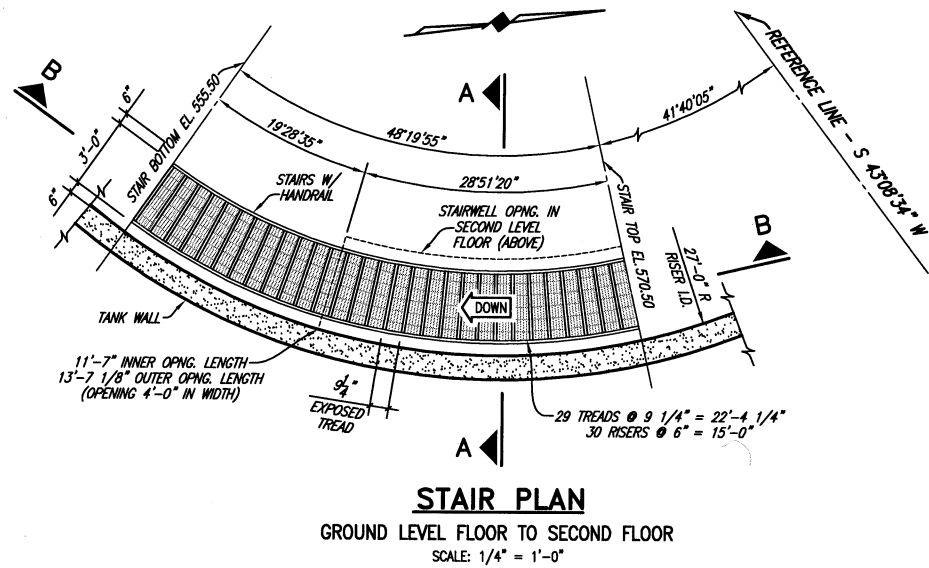 B
6"
3'-0"
6"
STAIR BOTTOM EL. 555.50
19°28'35"
48°19'55"
A
41°40'05"
REFERENCE LINE - S 43°08'34" W
STAIRS W/
HANDRAIL
28°51'20"
STAIRWELL OPNG. IN
SECOND LEVEL
FLOOR (ABOVE)
STAIR TOP EL.570.50
B
27'-0" R
RISER I.D.
DOWN
TANK WALL
11'-7" INNER OPNG. LENGTH
13'-7 1/8" OUTER OPNG. LENGTH
(OPENING 4'-0" IN WIDTH)
9 1/4"
EXPOSED
TREAD
29 TREADS @ 9 1/4" = 22'-4 1/4"
30 RISERS @ 6" = 15'-0"
A
STAIR PLAN
GROUND LEVEL FLOOR TO SECOND FLOOR
SCALE: 1/4" = 1'-0"